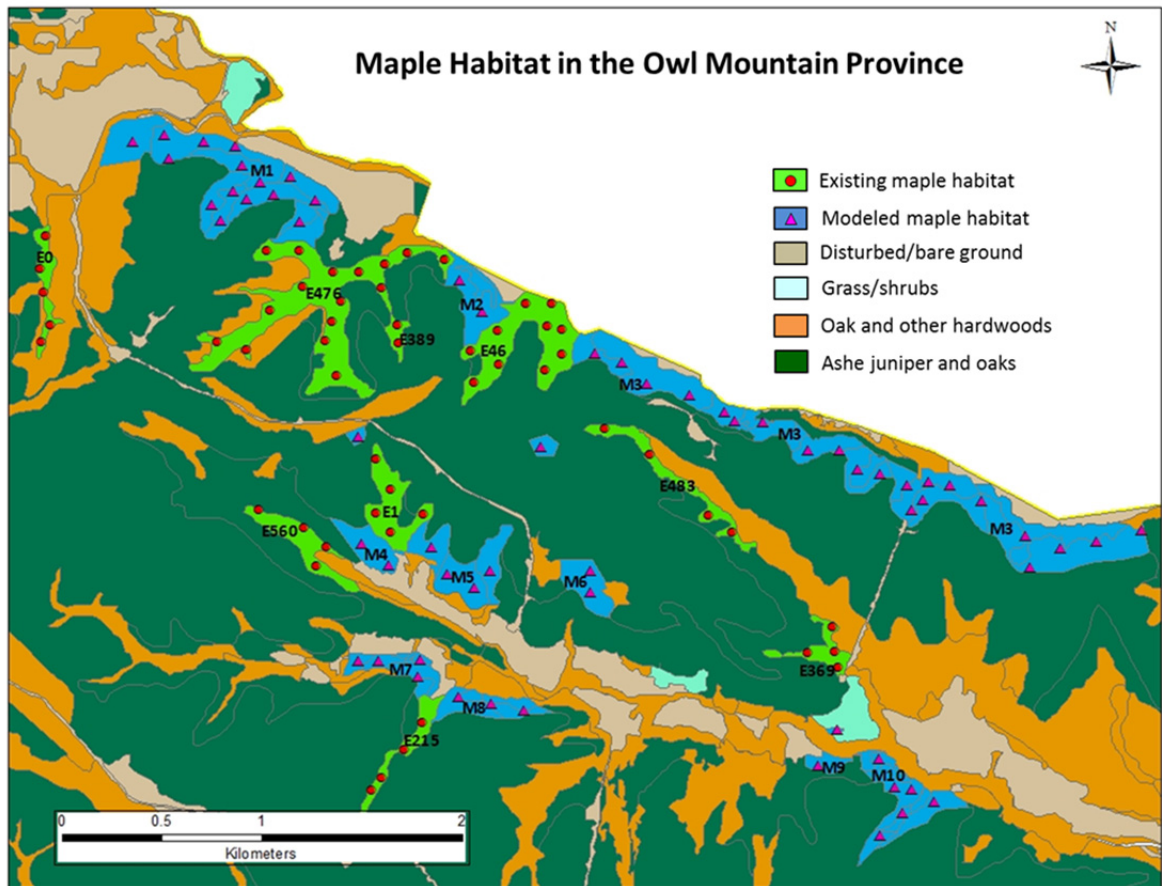 Maple Habitat in the Owl Mountain Province
N
Existing maple habitat
Modeled maple habitat
Disturbed/bare ground
Grass/shrubs
Oak and other hardwoods
Ashe juniper and oaks
M1
E0
E476
M2
E389
E46
M3
M3
E483
E1
E560
M4
M5
M6
M3
M7
E369
M8
E215
M9
M10
0 0.5 1 2
Kilometers